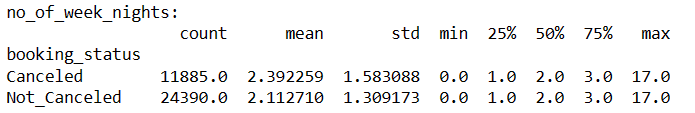 no_of_week_nights:
count mean std min 25% 50% 75% max
booking_status
Canceled 11885.0 2.392259 1.583088 0.0 1.0 2.0 3.0 17.0
Not_Canceled 24390.0 2.112710 1.309173 0.0 1.0 2.0 3.0 17.0